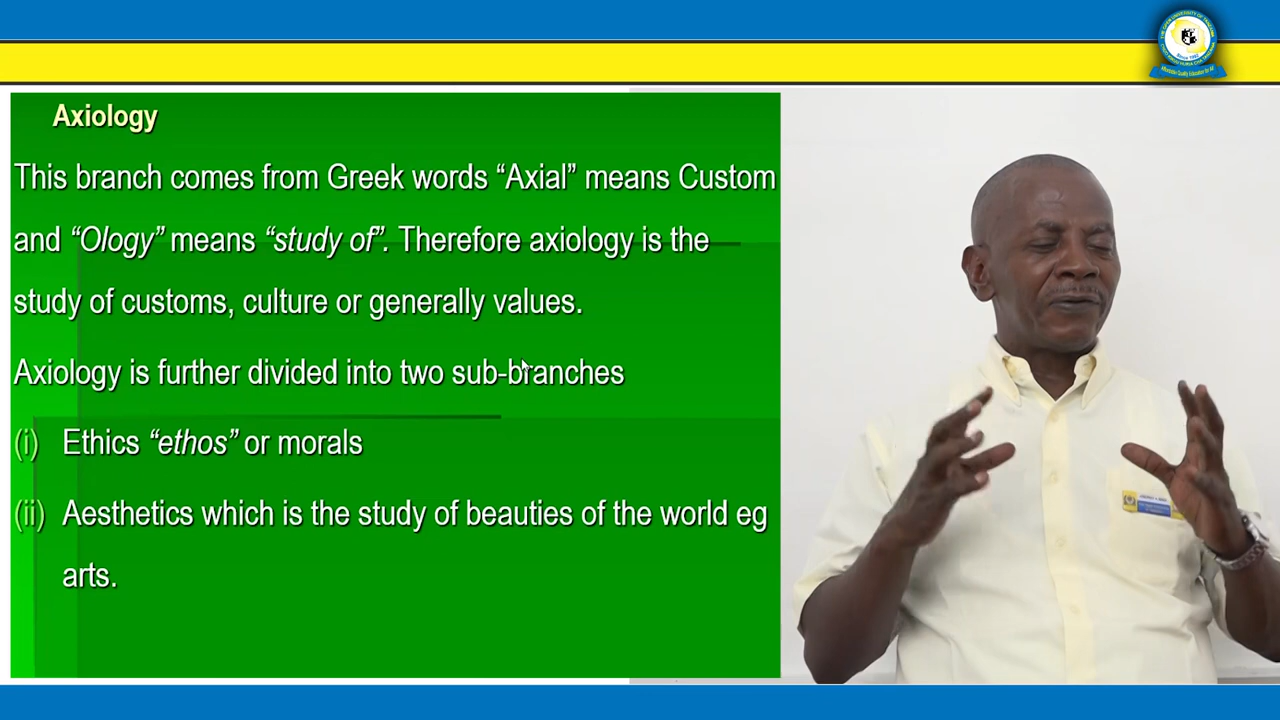 Axiology
This branch comes from Greek words “Axial” means Custom
and “Ology” means “study of”. Therefore axiology is the
study of customs, culture or generally values.
Axiology is further divided into two sub-branches
(i) Ethics “ethos” or morals
(ii) Aesthetics which is the study of beauties of the world eg
arts.